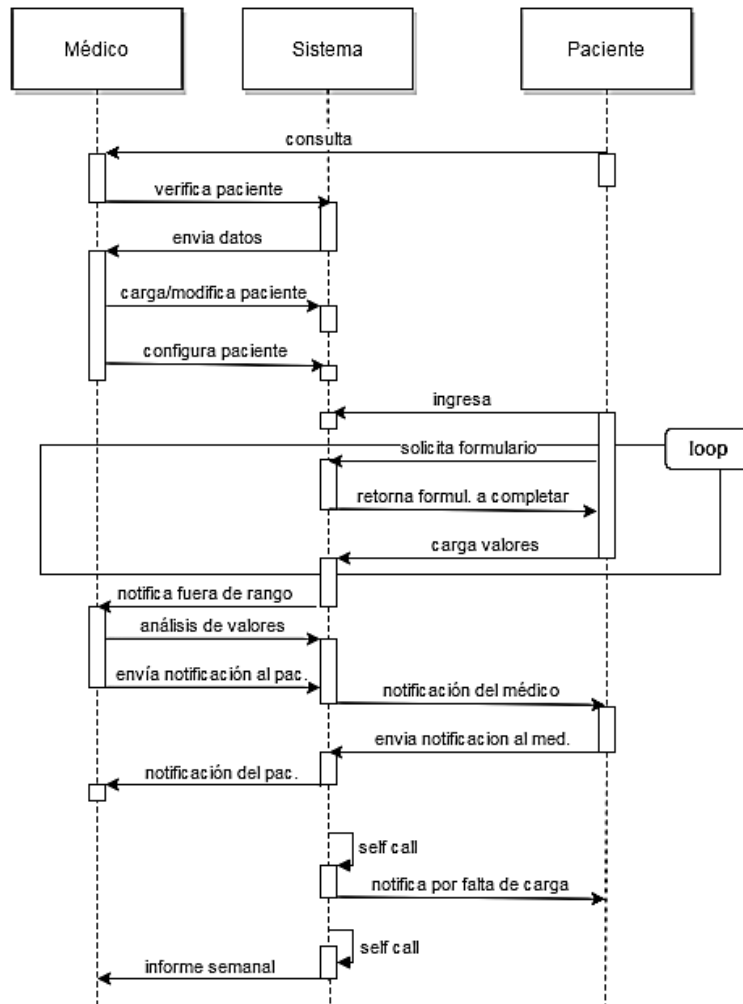 Médico
Sistema
Paciente
consulta
verifica paciente
envia datos
carga/modifica paciente
configura paciente
ingresa
loop
solicita formulario
retorna formul. a completar
carga valores
notifica fuera de rango
análisis de valores
envía notificación al pac.
notificación del médico
envia notificacion al med.
notificación del pac.
self call
notifica por falta de carga
self call
informe semanal